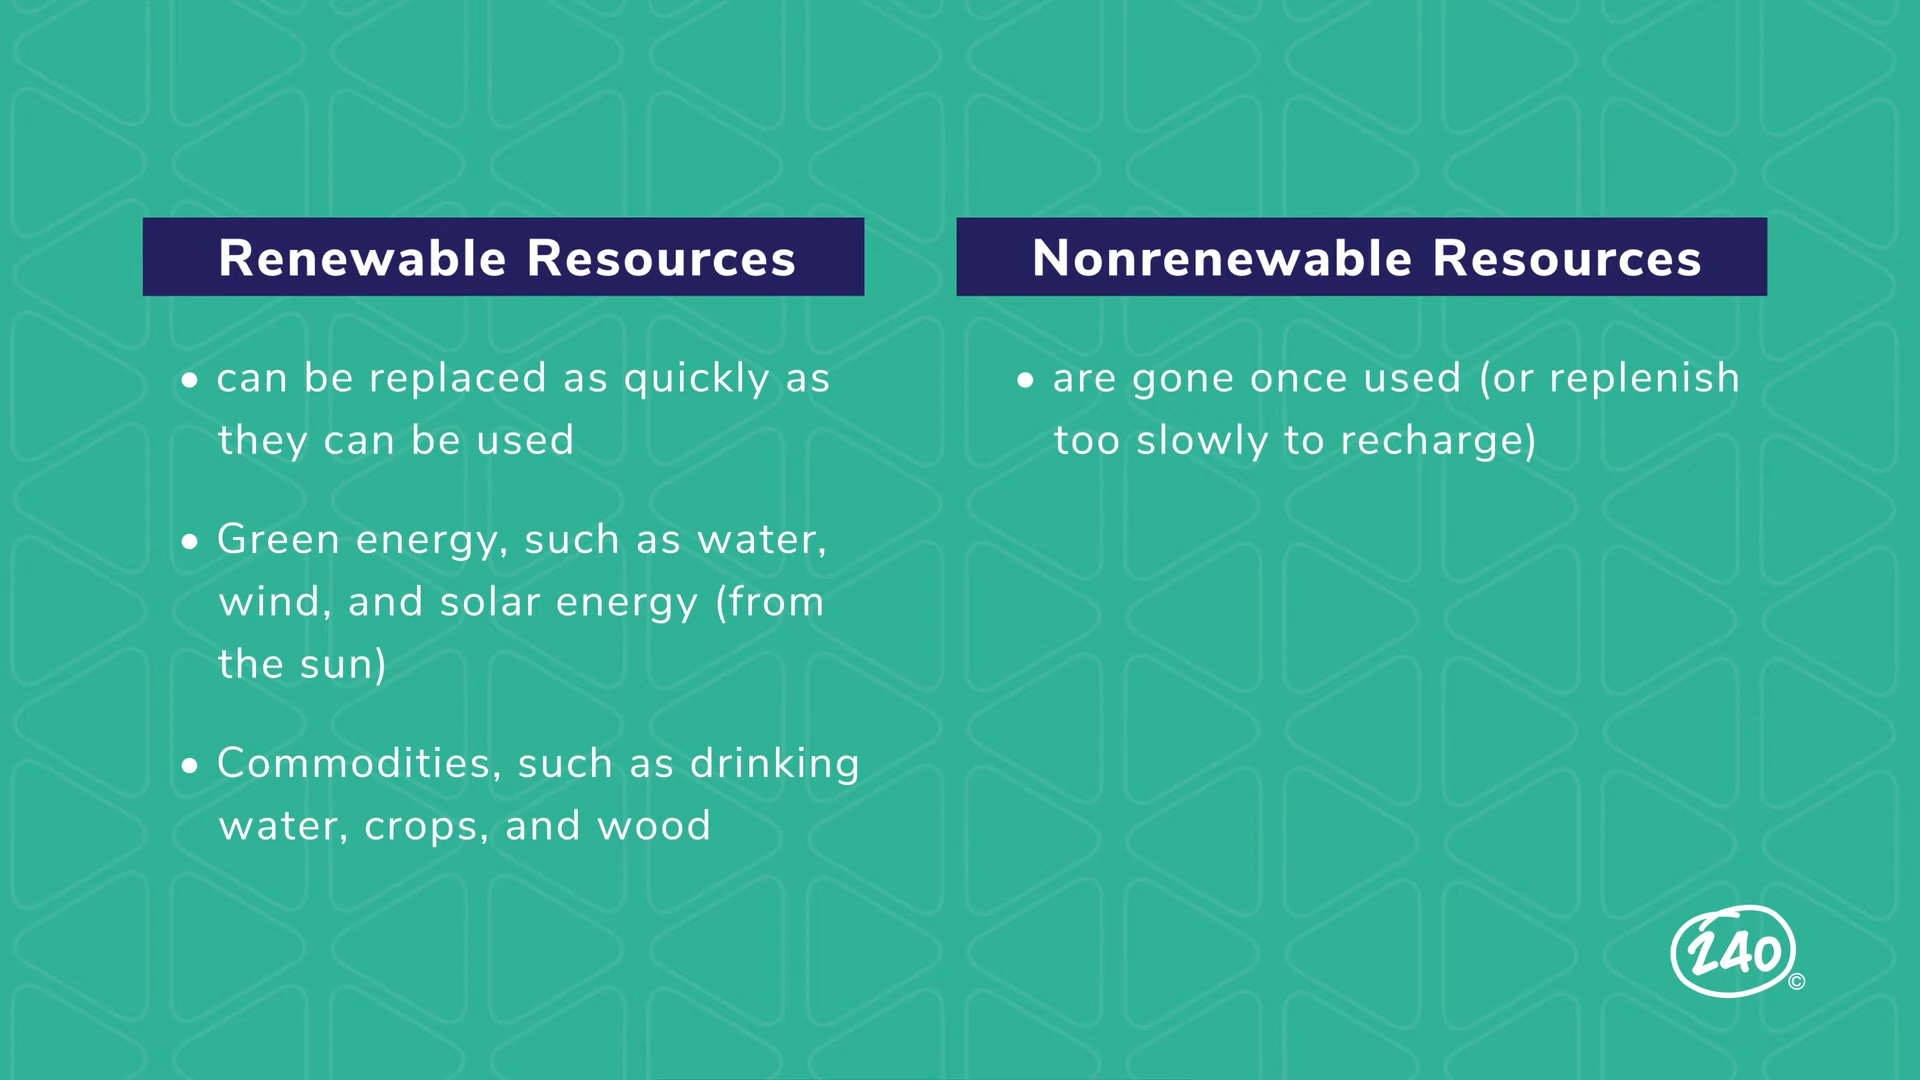 Renewable Resources
• can be replaced as quickly as
they can be used
• Green energy, such as water,
wind, and solar energy (from
the sun)
• Commodities, such as drinking
water, crops, and wood
Nonrenewable Resources
• are gone once used (or replenish
too slowly to recharge)
240 ©